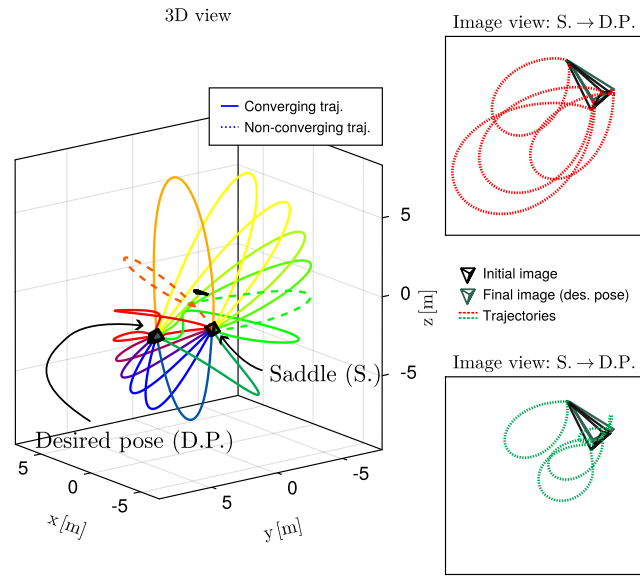 3D view
Converging traj.
Non-converging traj.
5
0
-5
z [m]
Saddle (S.)
Desired pose (D.P.)
5
0
-5
x [m]
5
0
-5
y [m]
Image view: S. → D.P.
Initial image
Final image (des. pose)
Trajectories
Image view: S. → D.P.